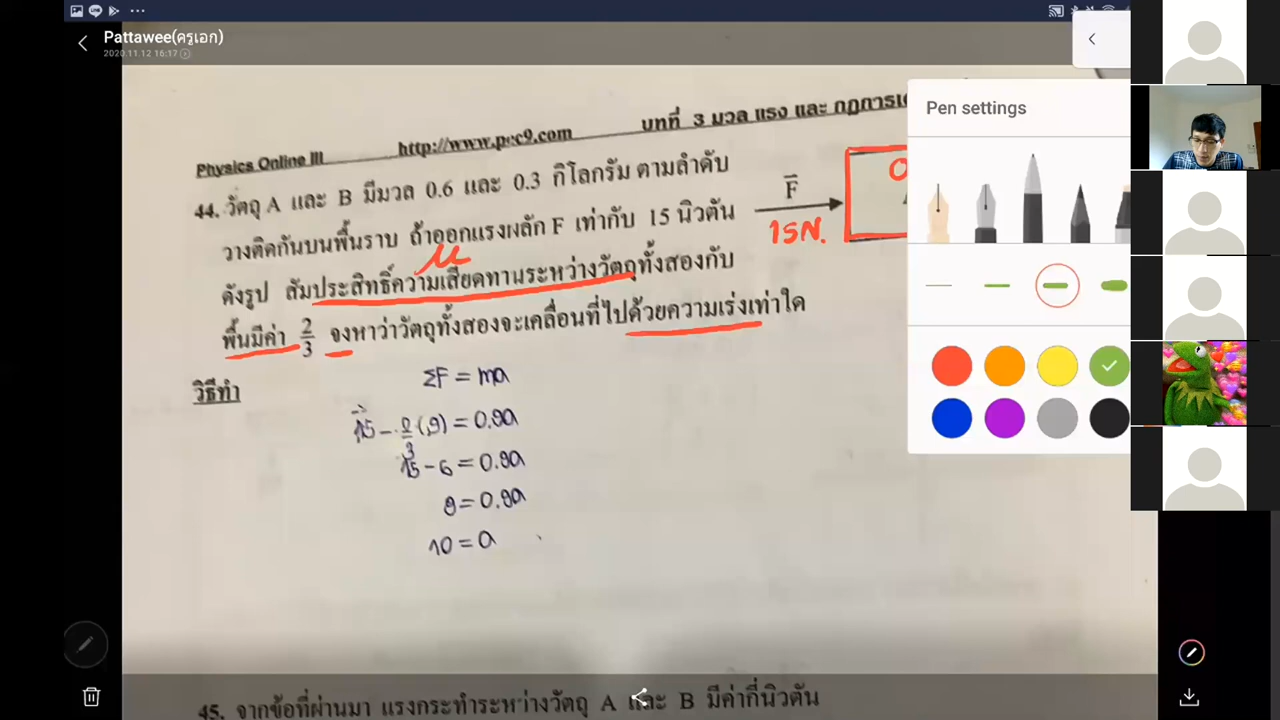 Pattawee(ครูเอก)
2020.11.12 16:17
Pen settings
Physics Online III http://www.pec9.com บทที่ 3 มวล แรง และ กฎการเ
44. วัตถุ A และ B มีมวล 0.6 และ 0.3 กิโลกรัม ตามลำดับ
วางติดกันบนพื้นราบ ถ้าออกแรงผลัก F เท่ากับ 15 นิวตัน
μ
ดังรูป สัมประสิทธิ์ความเสียดทานระหว่างวัตถุทั้งสองกับ
พื้นมีค่า 2/3 จงหาว่าวัตถุทั้งสองจะเคลื่อนที่ไปด้วยความเร่งเท่าใด
F
15N.
วิธีทำ
ΣF = ma
15 - 2/3 (9) = 0.9a
15 - 6 = 0.9a
9 = 0.9a
10 = a
45. จากข้อที่ผ่านมา แรงกระทำระหว่างวัตถุ A และ B มีค่ากี่นิวตัน